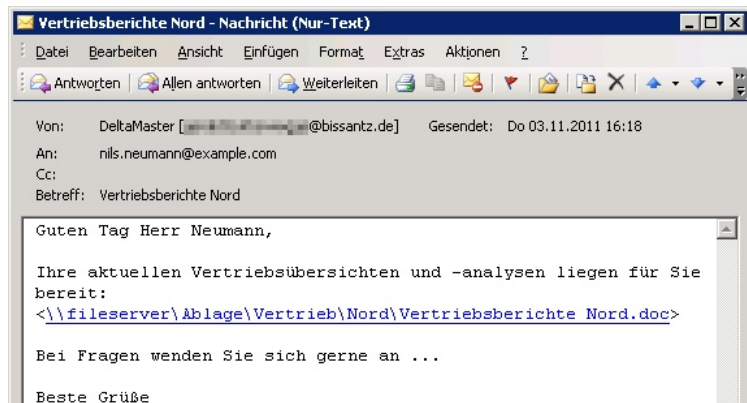 Vertriebsberichte Nord - Nachricht (Nur-Text)
Datei Bearbeiten Ansicht Einfügen Format Extras Aktionen ?
Antworten Allen antworten Weiterleiten
Von: DeltaMaster [ @bissantz.de] Gesendet: Do 03.11.2011 16:18
An: nils.neumann@example.com
Cc:
Betreff: Vertriebsberichte Nord
Guten Tag Herr Neumann,
Ihre aktuellen Vertriebsübersichten und -analysen liegen für Sie
bereit:
<\\fileserver\Ablage\Vertrieb\Nord\Vertriebsberichte Nord.doc>
Bei Fragen wenden Sie sich gerne an ...
Beste Grüße